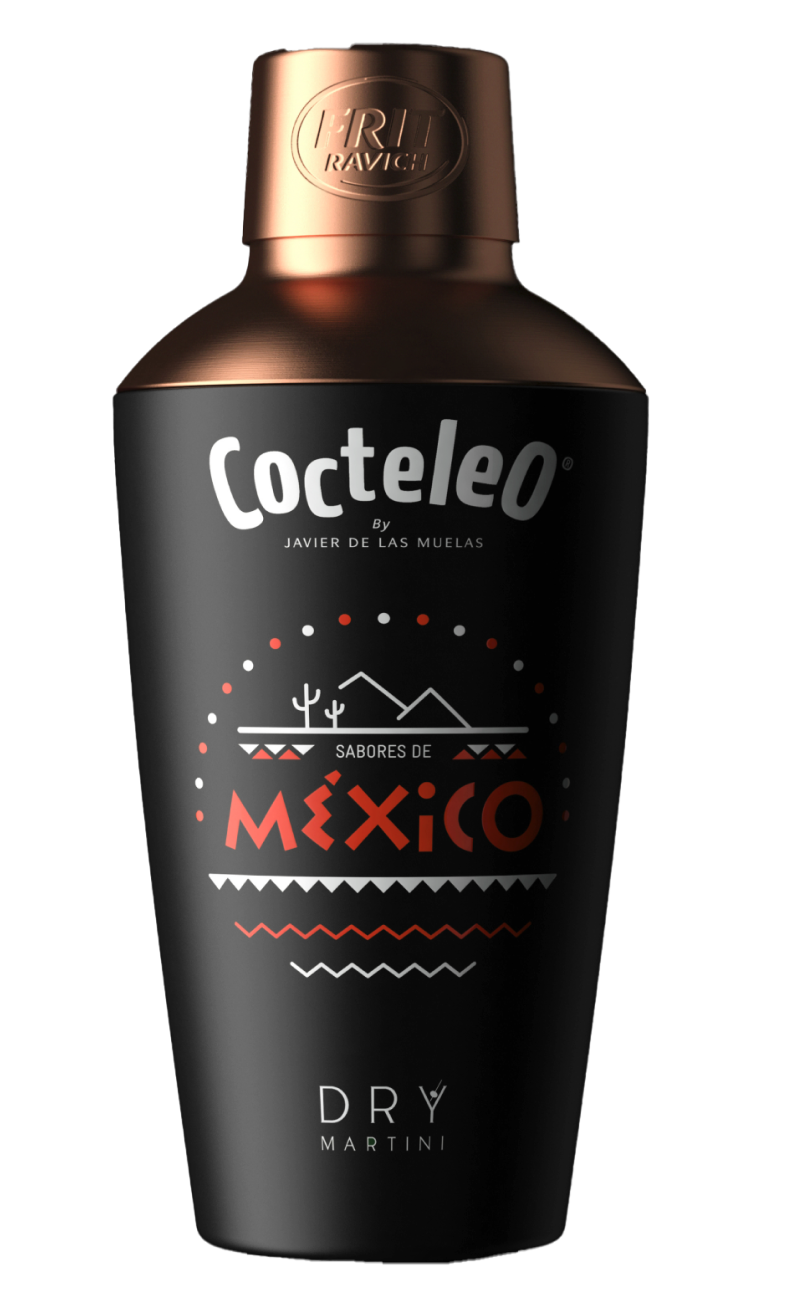 FRIT
RAVICH
Cocteleo®
By
JAVIER DE LAS MUELAS
SABORES DE
MÉXiCO
DRY
MARTINI